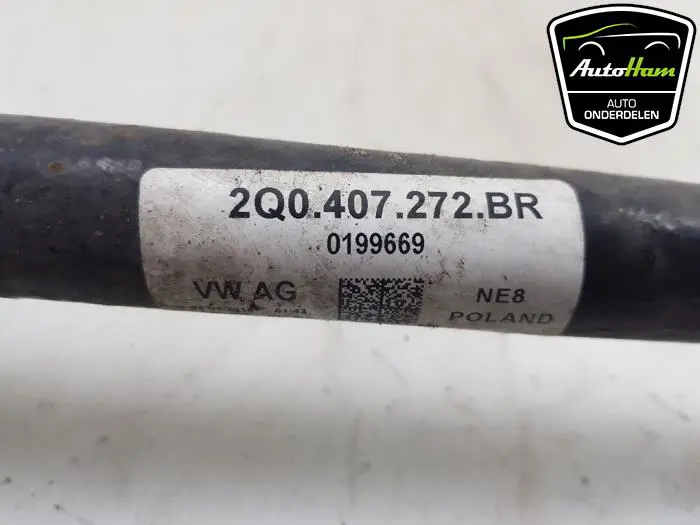 AutoHam
AUTO
ONDERDELEN
2Q0.407.272.BR
0199669
VW AG
NE8
POLAND